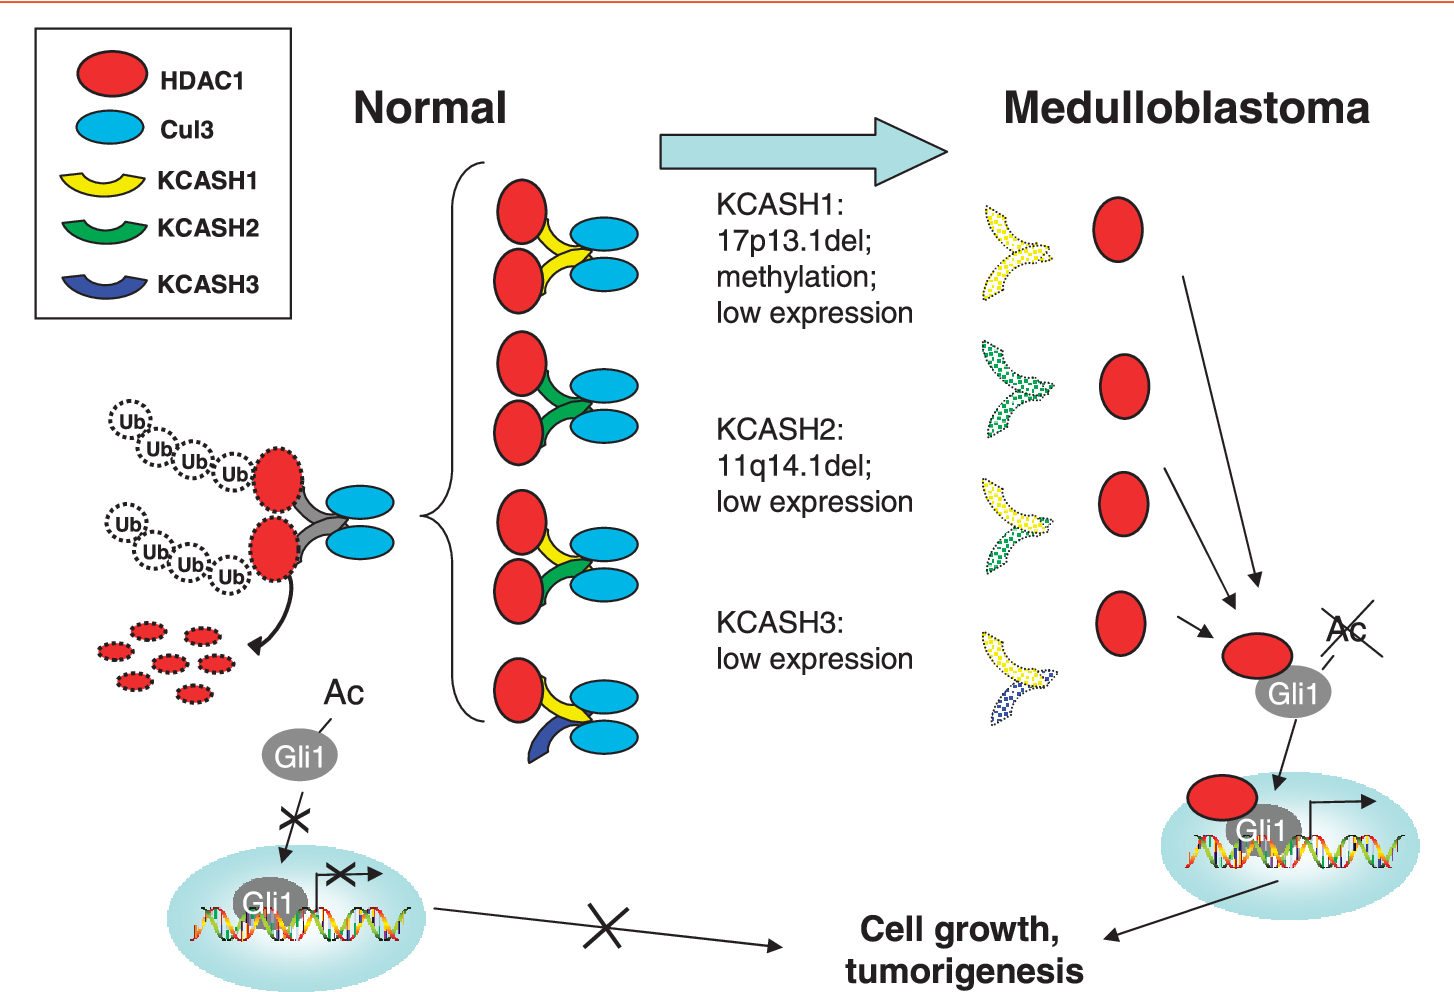 HDAC1
Cul3
KCASH1
KCASH2
KCASH3
Normal
Medulloblastoma
KCASH1:
17p13.1del;
methylation;
low expression
KCASH2:
11q14.1del;
low expression
KCASH3:
low expression
Ub
Ub
Ub
Ub
Ub
Ub
Ub
Ub
Ac
Gli1
Gli1
Ac
Gli1
Gli1
Cell growth,
tumorigenesis